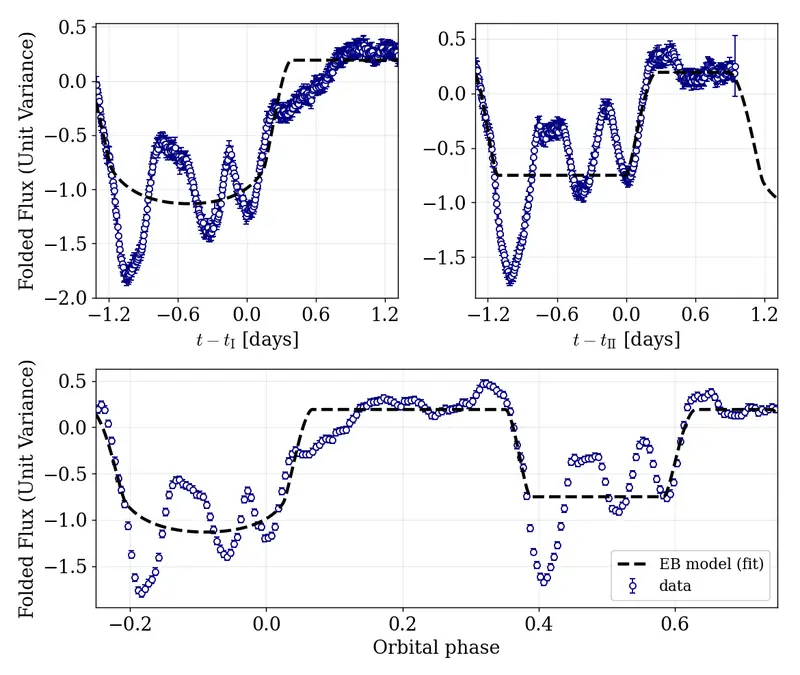 Folded Flux (Unit Variance)
0.5
0.0
−0.5
−1.0
−1.5
−2.0
−1.2 −0.6 0.0 0.6 1.2
t − tI [days]
0.5
0.0
−0.5
−1.0
−1.5
−1.2 −0.6 0.0 0.6 1.2
t − tII [days]
Folded Flux (Unit Variance)
0.5
0.0
−0.5
−1.0
−1.5
−0.2 0.0 0.2 0.4 0.6
Orbital phase
EB model (fit)
data